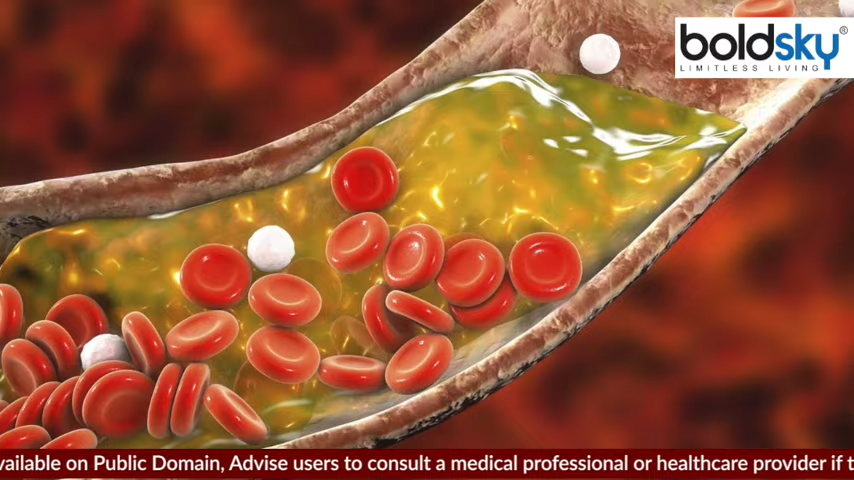 boldsky®
LIMITLESS LIVING
vailable on Public Domain, Advise users to consult a medical professional or healthcare provider if t